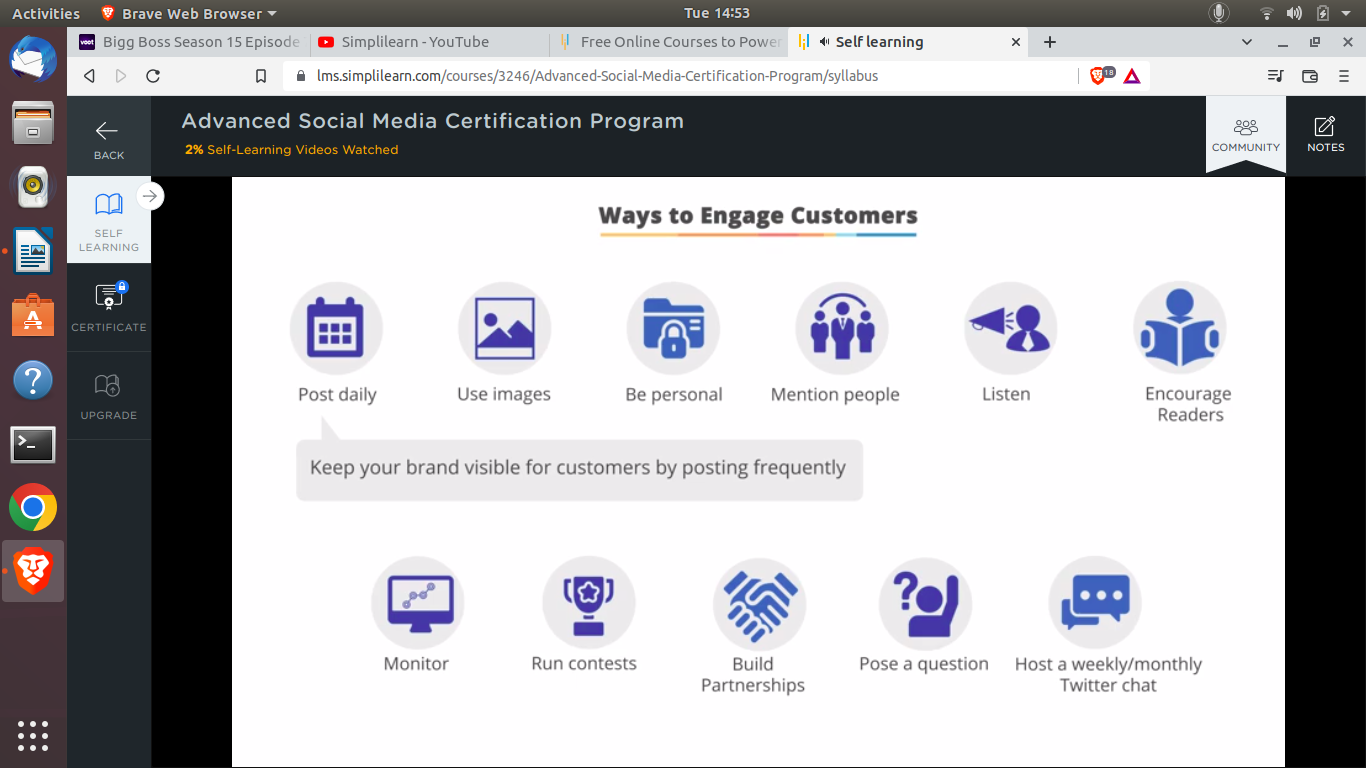 Activities
Brave Web Browser
Tue 14:53
voot
Bigg Boss Season 15 Episode
Simplilearn - YouTube
Free Online Courses to Power
Self learning
lms.simplilearn.com/courses/3246/Advanced-Social-Media-Certification-Program/syllabus
18
BACK
Advanced Social Media Certification Program
2% Self-Learning Videos Watched
COMMUNITY
NOTES
SELF
LEARNING
CERTIFICATE
UPGRADE
Ways to Engage Customers
Post daily
Use images
Be personal
Mention people
Listen
Encourage
Readers
Keep your brand visible for customers by posting frequently
Monitor
Run contests
Build
Partnerships
Pose a question
Host a weekly/monthly
Twitter chat